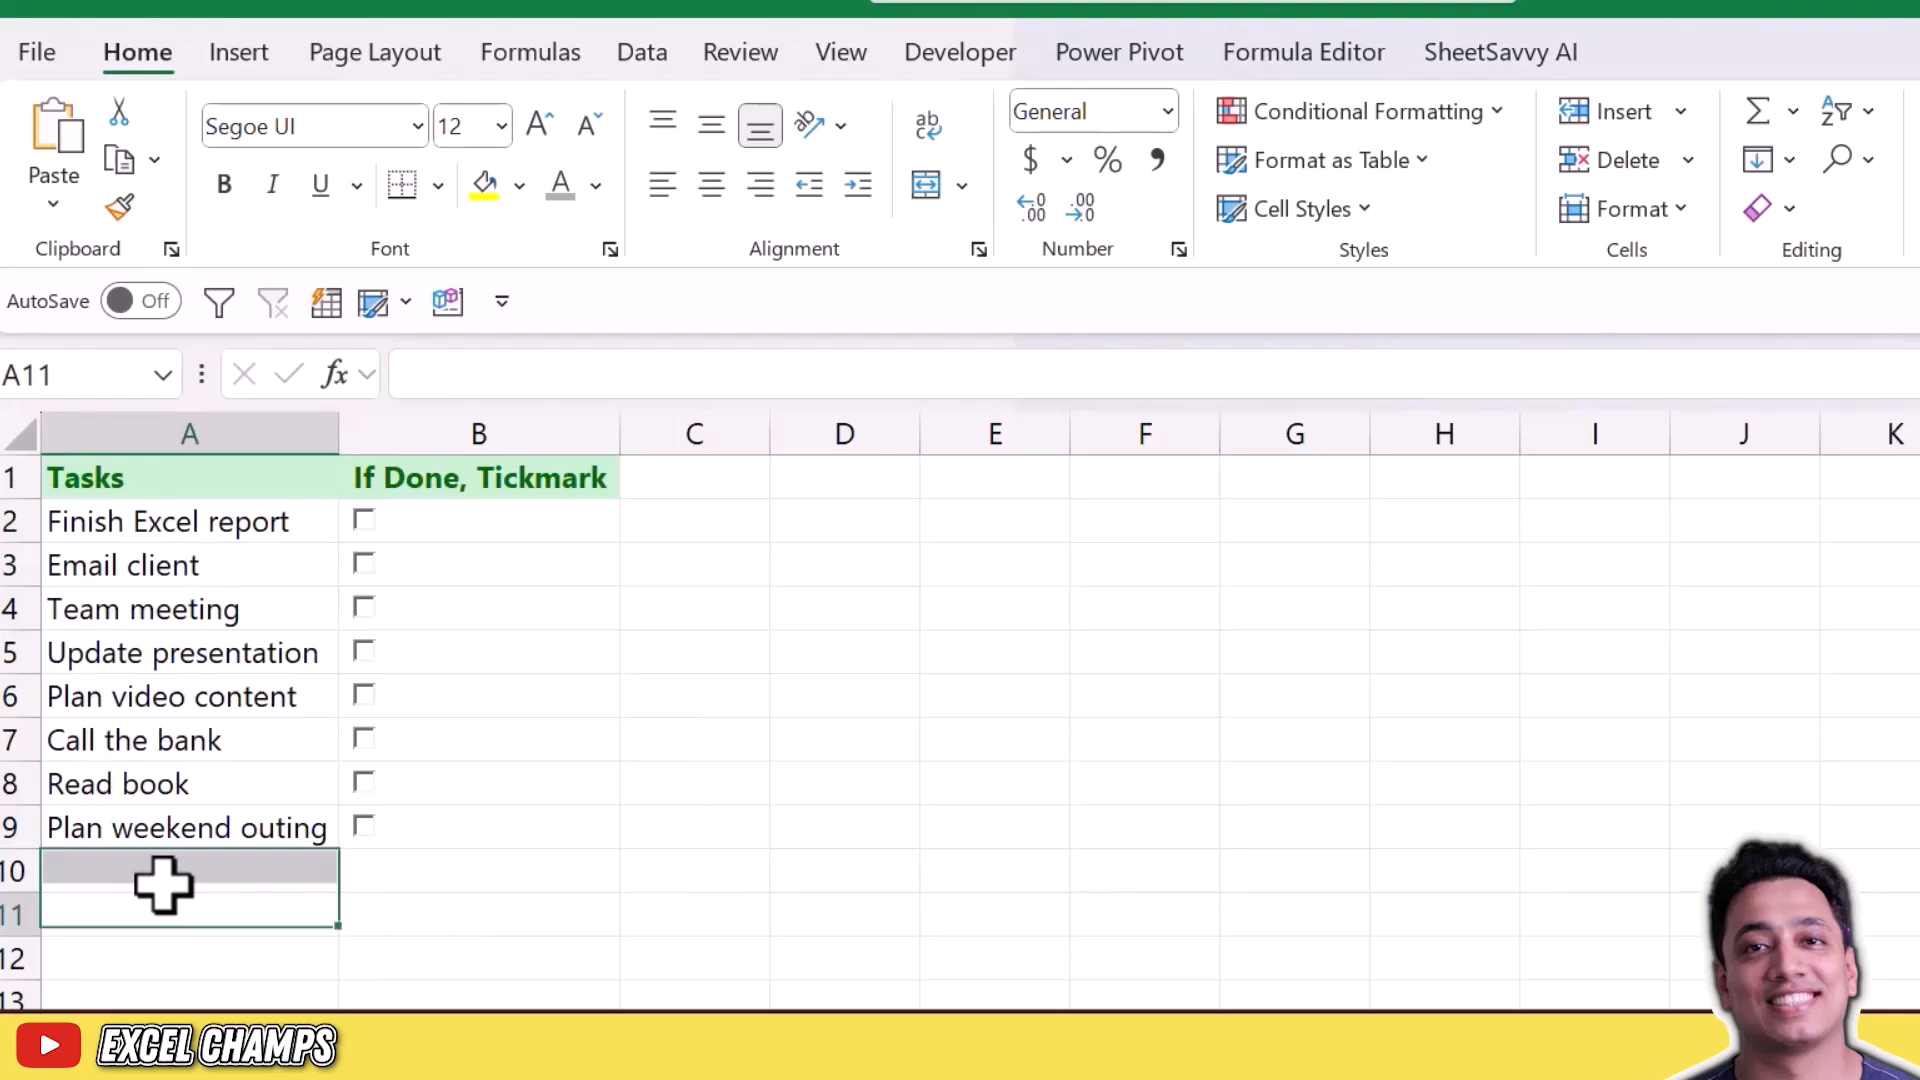 File Home Insert Page Layout Formulas Data Review View Developer Power Pivot Formula Editor SheetSavvy AI
Paste
Clipboard
Segoe UI 12
B I U A
Font
ab
Alignment
General
$ % 9
Number
Conditional Formatting
Format as Table
Cell Styles
Styles
Insert
Delete
Format
Cells
Editing
AutoSave Off
A11 fx
A B C D E F G H I J K
1 Tasks If Done, Tickmark
2 Finish Excel report
3 Email client
4 Team meeting
5 Update presentation
6 Plan video content
7 Call the bank
8 Read book
9 Plan weekend outing
10
11
12
13
EXCEL CHAMPS